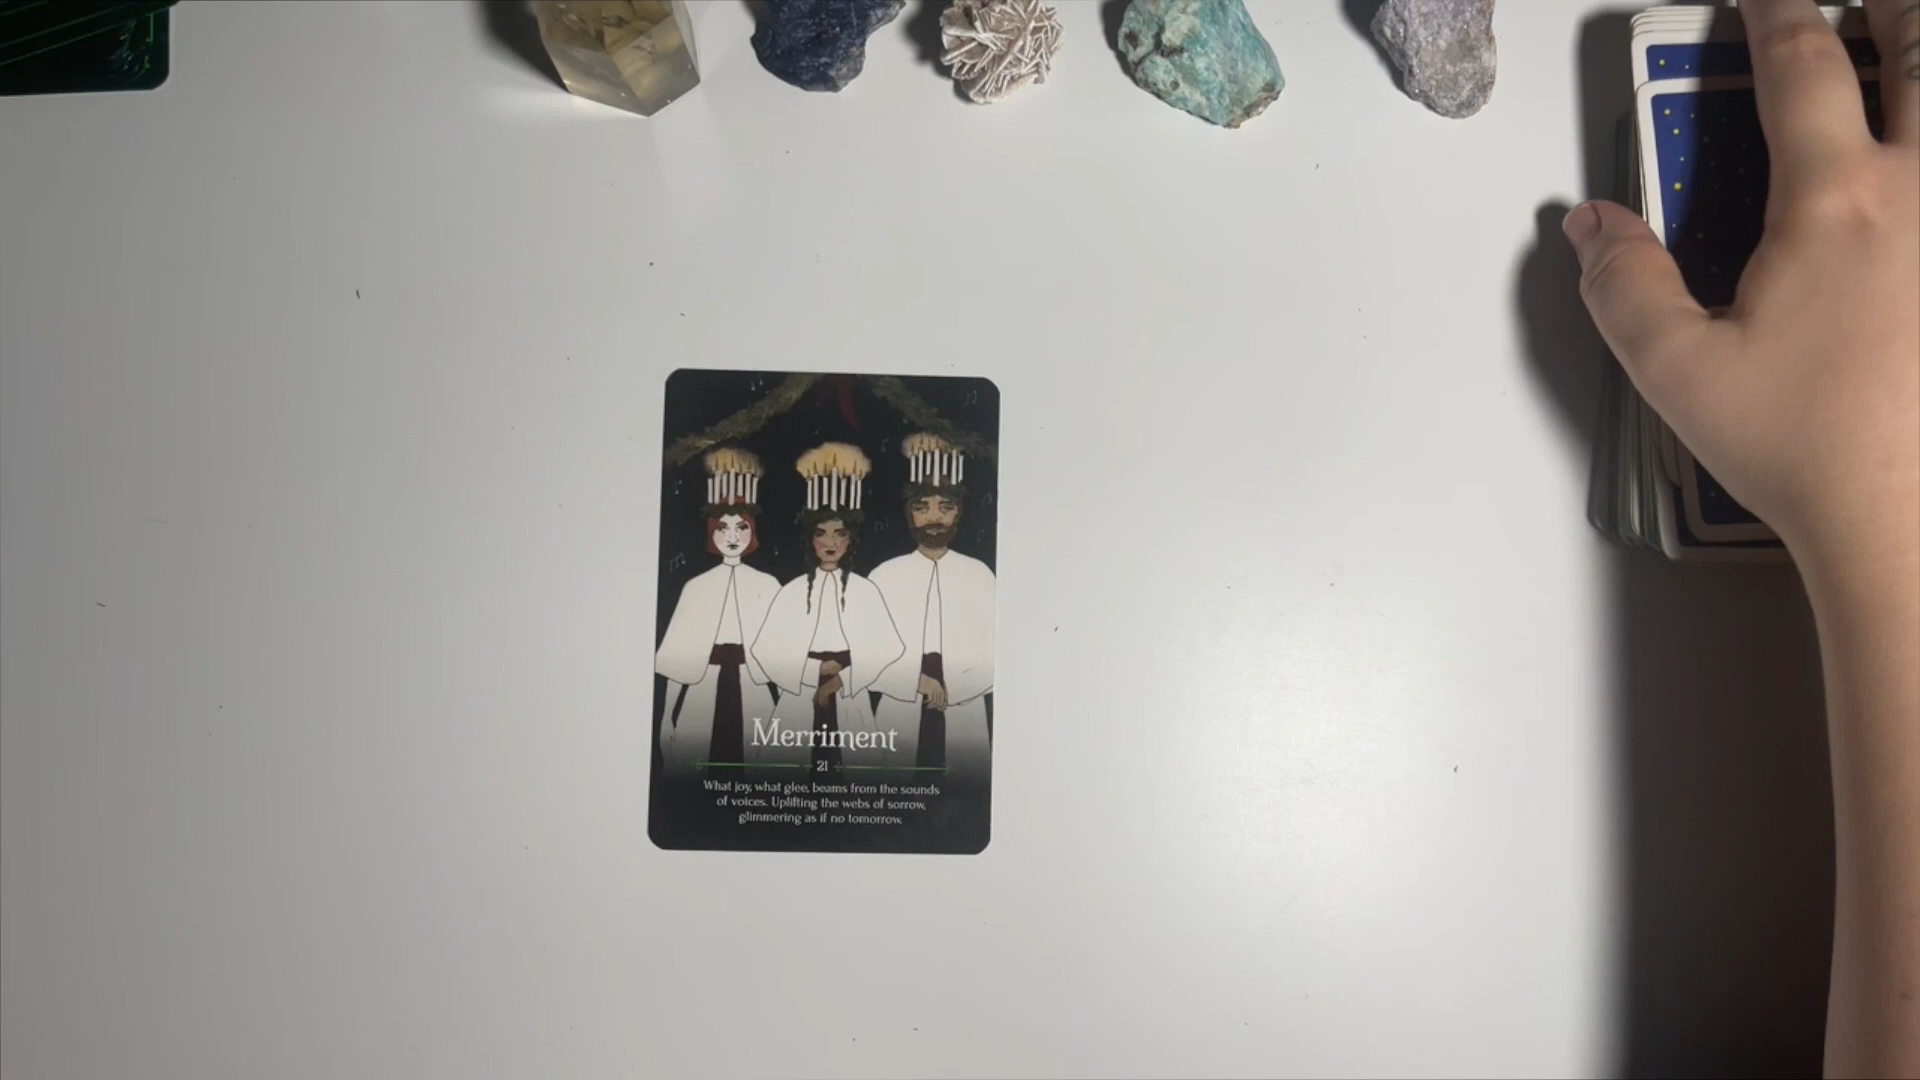 Merriment
21
What joy, what glee, beams from the sounds
of voices. Uplifting the webs of sorrow,
glimmering as if no tomorrow.